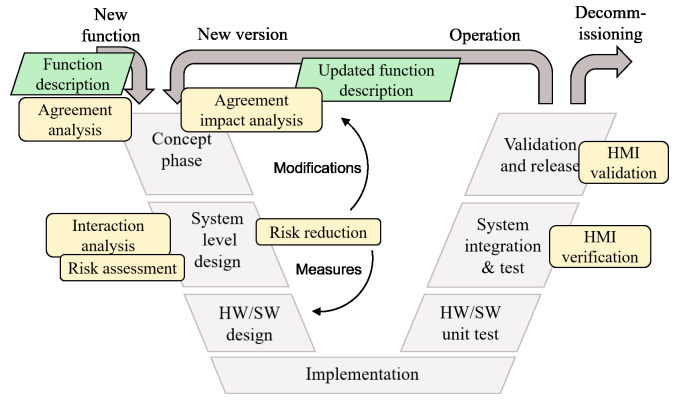 New
function
New version
Operation
Decomm-
issioning
Function
description
Updated function
description
Agreement
analysis
Agreement
impact analysis
Concept
phase
Modifications
Validation
and release
HMI
validation
Interaction
analysis
Risk assessment
System
level
design
Risk reduction
Measures
System
integration
& test
HMI
verification
HW/SW
design
HW/SW
unit test
Implementation